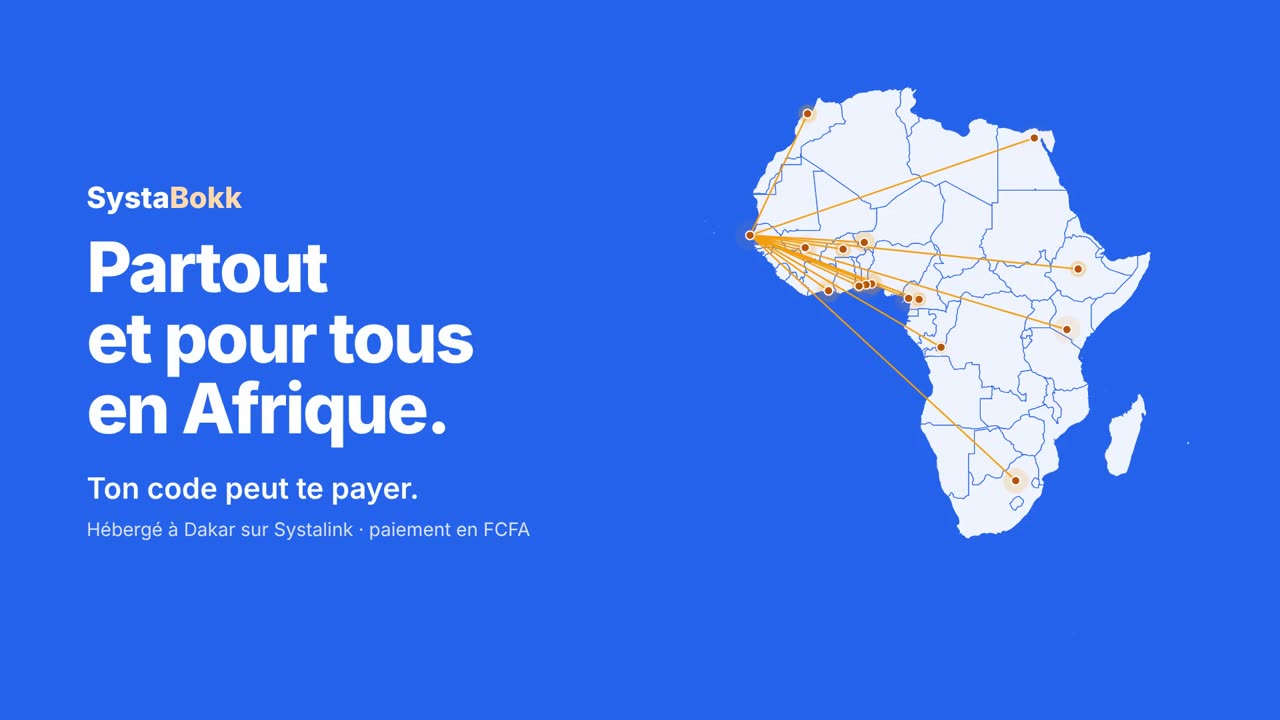 SystaBokk
Partout
et pour tous
en Afrique.
Ton code peut te payer.
Hébergé à Dakar sur Systalink · paiement en FCFA